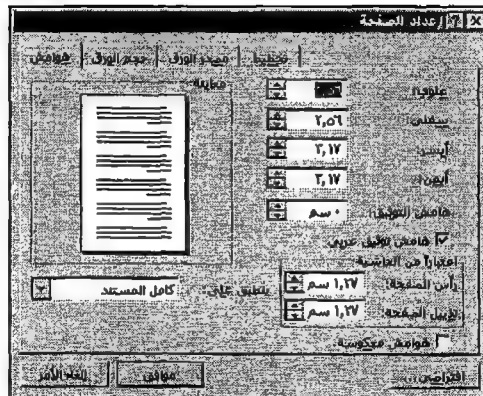 إعداد الصفحة
هوامش حجم الورق مصدر الورق تخطيط
معاينة
علوي:
سفلي: ٢,٥٦
أيسر: ٣,١٧
أيمن: ٣,١٧
هامش التوثيق: ٠ سم
هامش توثيق عربي
اعتباراً من الحاشية
رأس الصفحة: ١,٢٧ سم
تذييل الصفحة: ١,٢٧ سم
تطبيق على: كامل المستند
هوامش معكوسة
افتراضي... موافق إلغاء الأمر